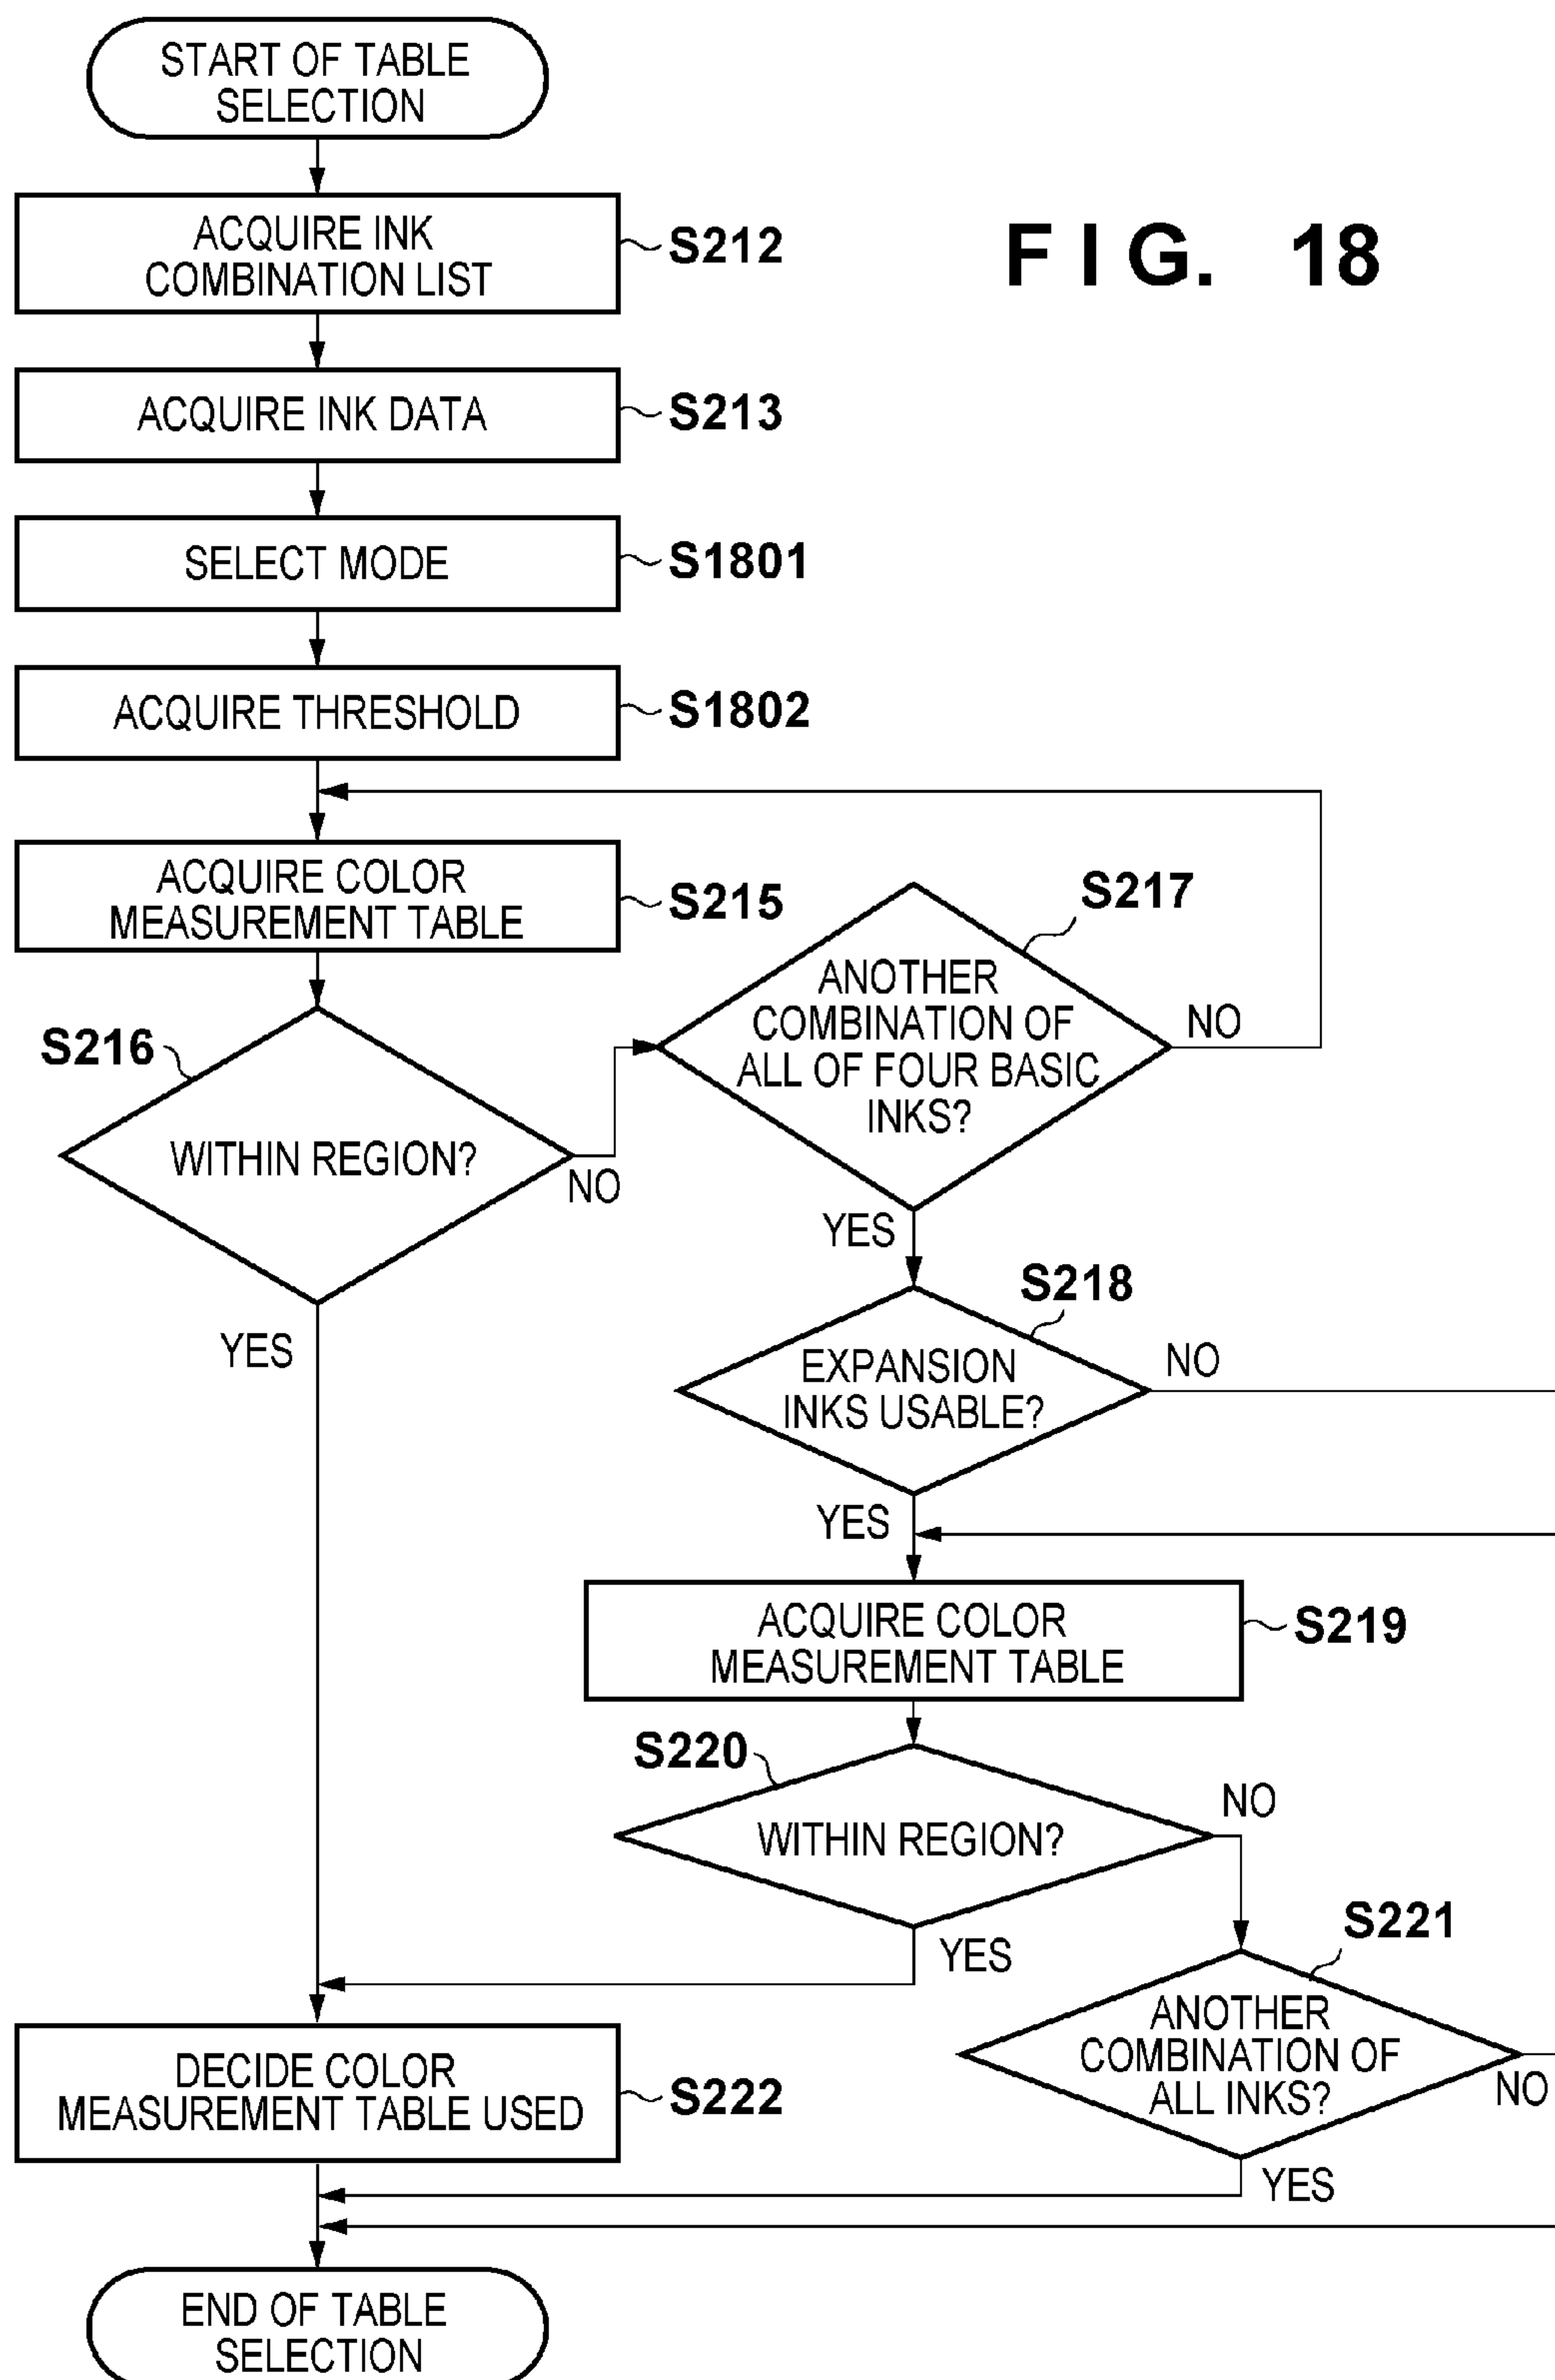 START OF TABLE
SELECTION
ACQUIRE INK
COMBINATION LIST
S212
FIG. 18
ACQUIRE INK DATA
S213
SELECT MODE
S1801
ACQUIRE THRESHOLD
S1802
ACQUIRE COLOR
MEASUREMENT TABLE
S215
S217
ANOTHER
COMBINATION OF
ALL OF FOUR BASIC
INKS?
NO
S216
WITHIN REGION?
NO
YES
YES
S218
EXPANSION
INKS USABLE?
NO
YES
ACQUIRE COLOR
MEASUREMENT TABLE
S219
S220
WITHIN REGION?
NO
YES
S221
ANOTHER
COMBINATION OF
ALL INKS?
NO
YES
DECIDE COLOR
MEASUREMENT TABLE USED
S222
END OF TABLE
SELECTION